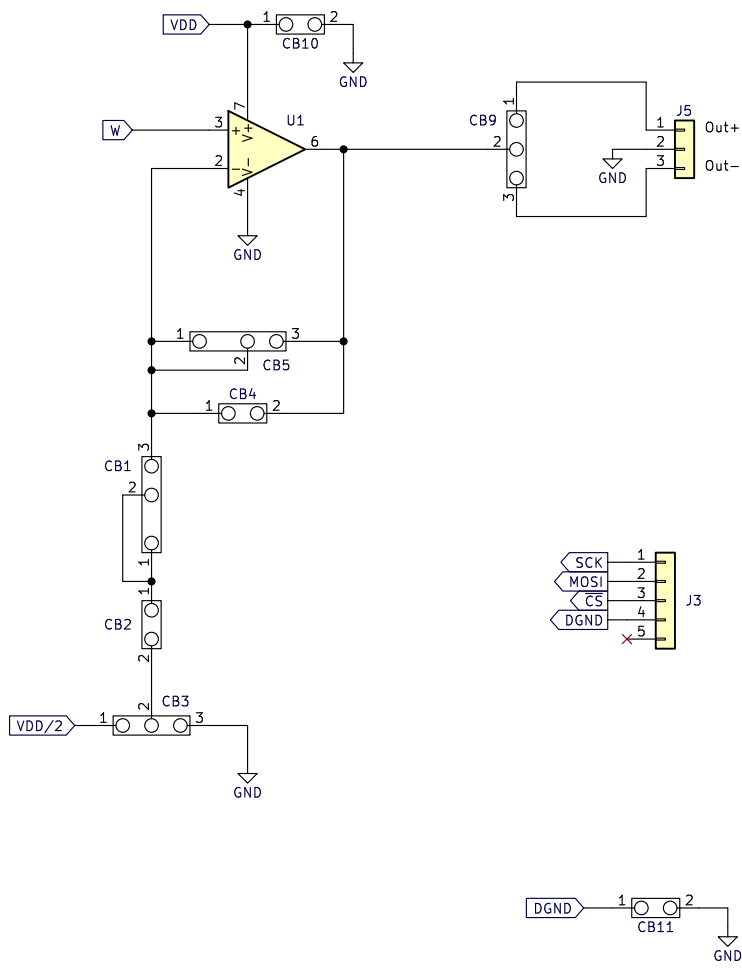 VDD
1
2
CB10
GND
7
U1
W
3
+
V+
6
2
−
V−
4
GND
CB9
1
2
3
J5
1
Out+
2
GND
3
Out−
1
3
2
CB5
CB4
1
2
3
CB1
2
1
1
CB2
2
2
CB3
VDD/2
1
3
GND
SCK
1
MOSI
2
CS
3
J3
DGND
4
5
DGND
1
2
CB11
GND